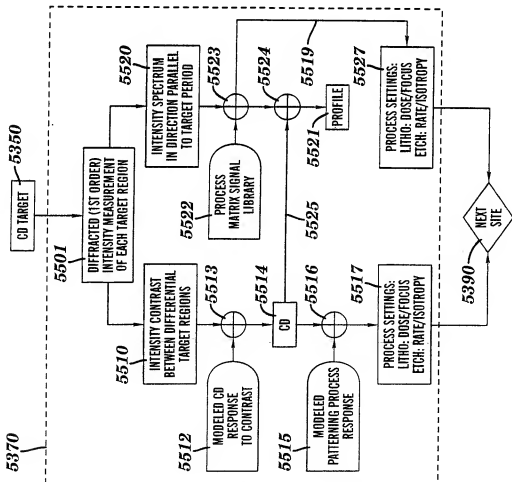 CD TARGET
5350
5370
5501
DIFFRACTED (1ST ORDER)
INTENSITY MEASUREMENT
OF EACH TARGET REGION
5510
INTENSITY CONTRAST
BETWEEN DIFFERENTIAL
TARGET REGIONS
5520
INTENSITY SPECTRUM
IN DIRECTION PARALLEL
TO TARGET PERIOD
5512
MODELED CD
RESPONSE
TO CONTRAST
5513
5522
PROCESS
MATRIX SIGNAL
LIBRARY
5523
5514
CD
5525
5524
5519
5515
MODELED
PATTERNING PROCESS
RESPONSE
5516
PROFILE
5521
5517
PROCESS SETTINGS:
LITHO: DOSE/FOCUS
ETCH: RATE/ISOTROPY
5527
PROCESS SETTINGS:
LITHO: DOSE/FOCUS
ETCH: RATE/ISOTROPY
5390
NEXT
SITE